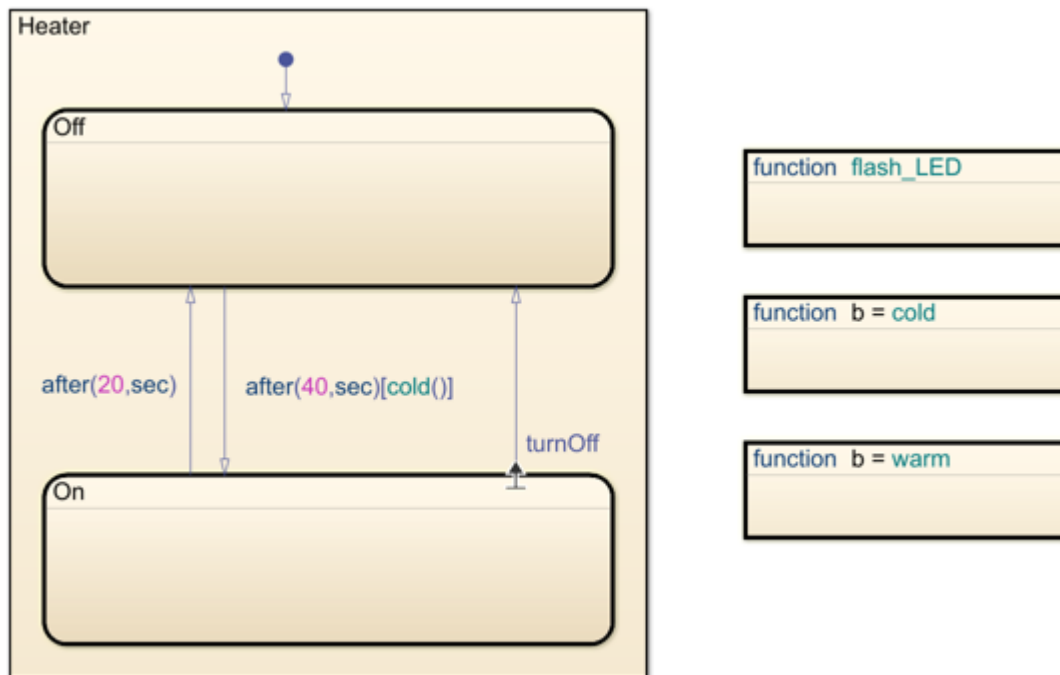 Heater
Off
after(20,sec)
after(40,sec)[cold()]
turnOff
On
function flash_LED
function b = cold
function b = warm